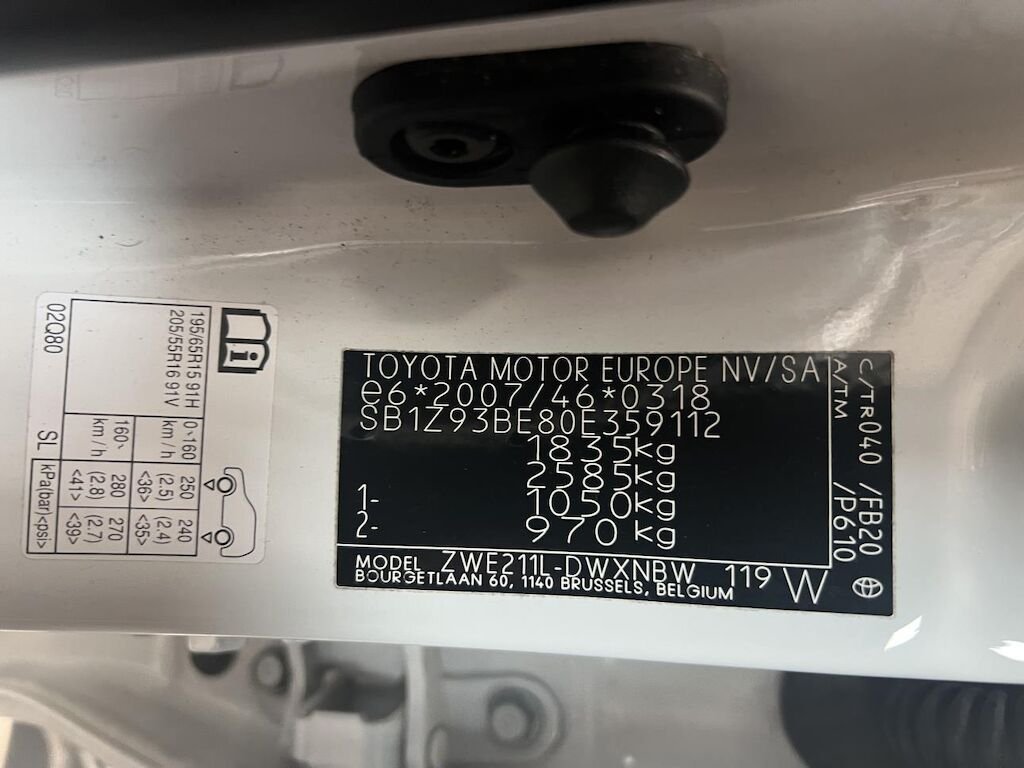 TOYOTA MOTOR EUROPE NV/SA
e6*2007/46*0318
SB1Z93BE80E359112
1835kg
2585kg
1- 1050kg
2- 970 kg
MODEL ZWE211L-DWXNBW 119 W
BOURGETLAAN 60, 1140 BRUSSELS, BELGIUM
C/TR040 /FB20
A/TM /P610
195/65R15 91H
205/55R16 91V
0~160 km/h
250 (2.5) <36>
240 (2.4) <35>
160~ km/h
280 (2.8) <41>
270 (2.7) <39>
02Q80
SL
kPa(bar)<psi>